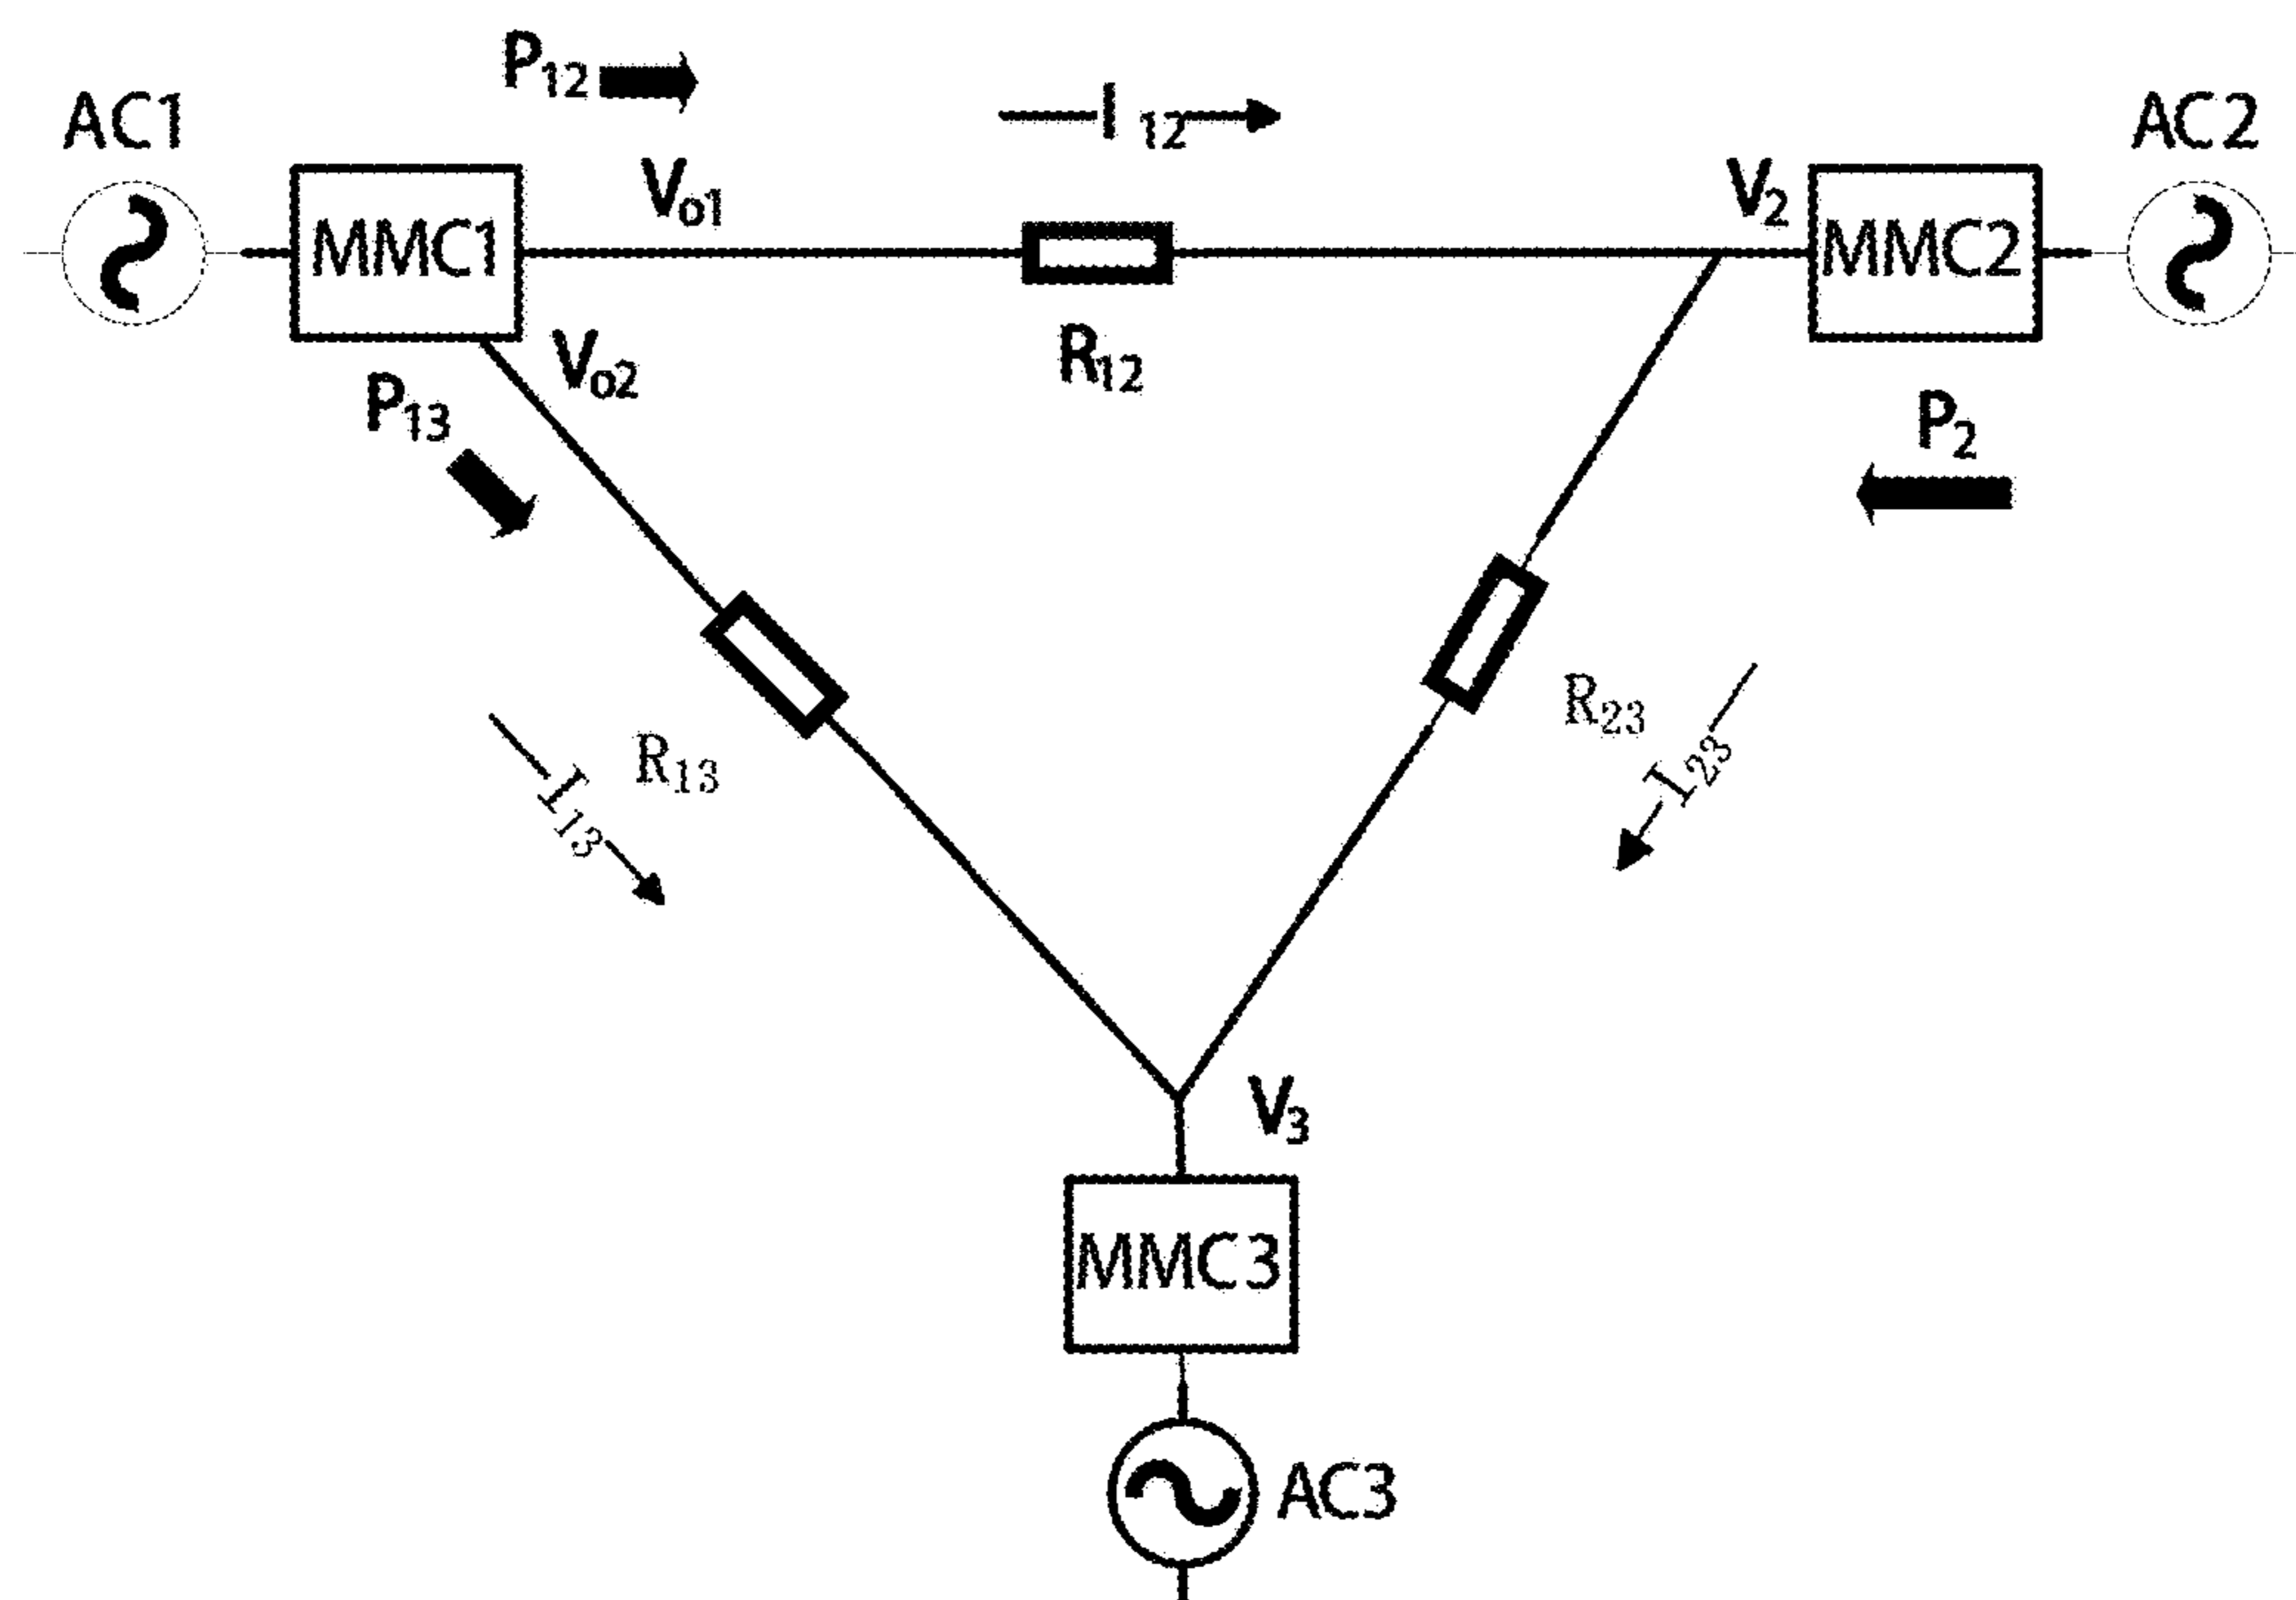 P12
I12
AC1
AC2
Vo1
V2
MMC1
MMC2
Vo2
R12
P13
P2
R23
R13
I23
I13
V3
MMC3
AC3